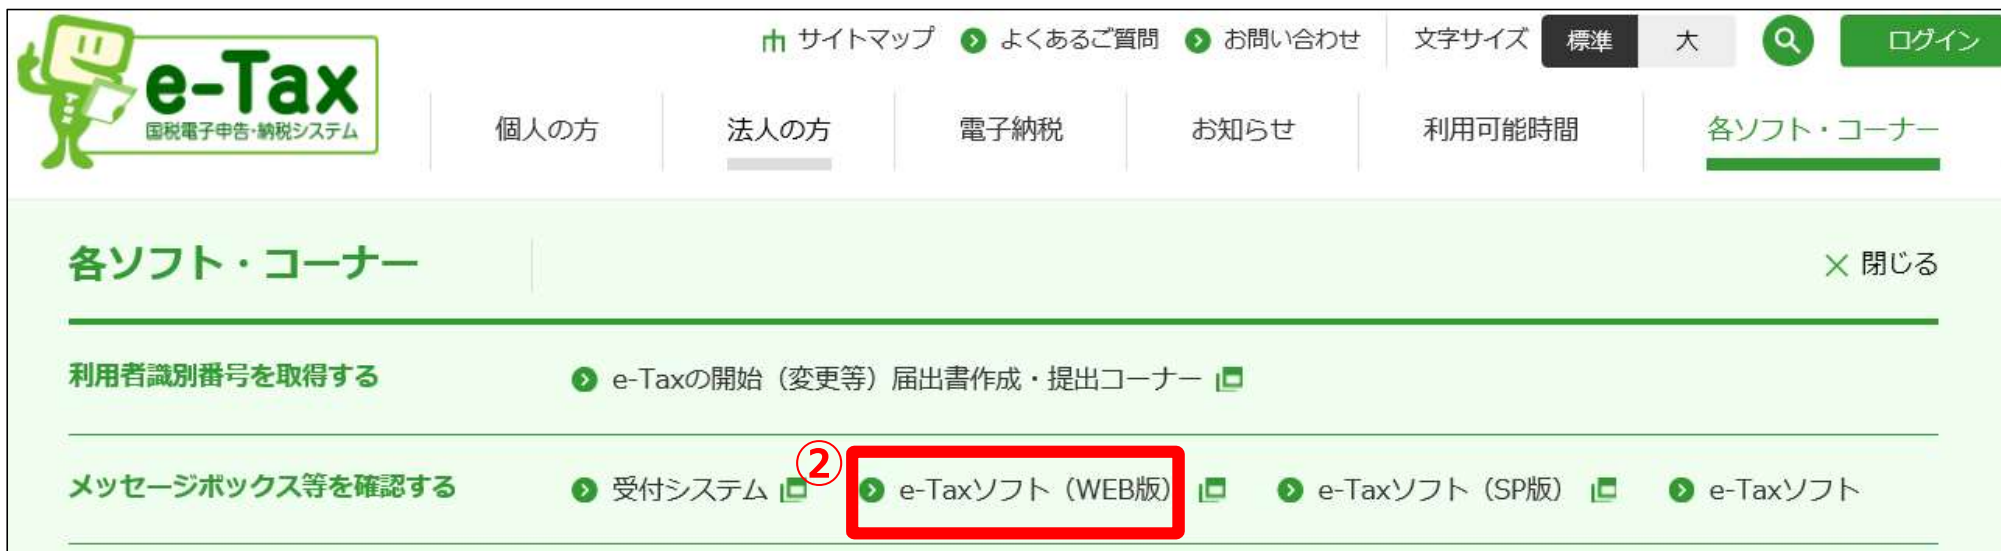 サイトマップ よくあるご質問 お問い合わせ 文字サイズ 標準 大 ログイン
e-Tax
国税電子申告・納税システム
個人の方 法人の方 電子納税 お知らせ 利用可能時間 各ソフト・コーナー
各ソフト・コーナー 閉じる
利用者識別番号を取得する e-Taxの開始（変更等）届出書作成・提出コーナー
②
メッセージボックス等を確認する 受付システム e-Taxソフト（WEB版） e-Taxソフト（SP版） e-Taxソフト